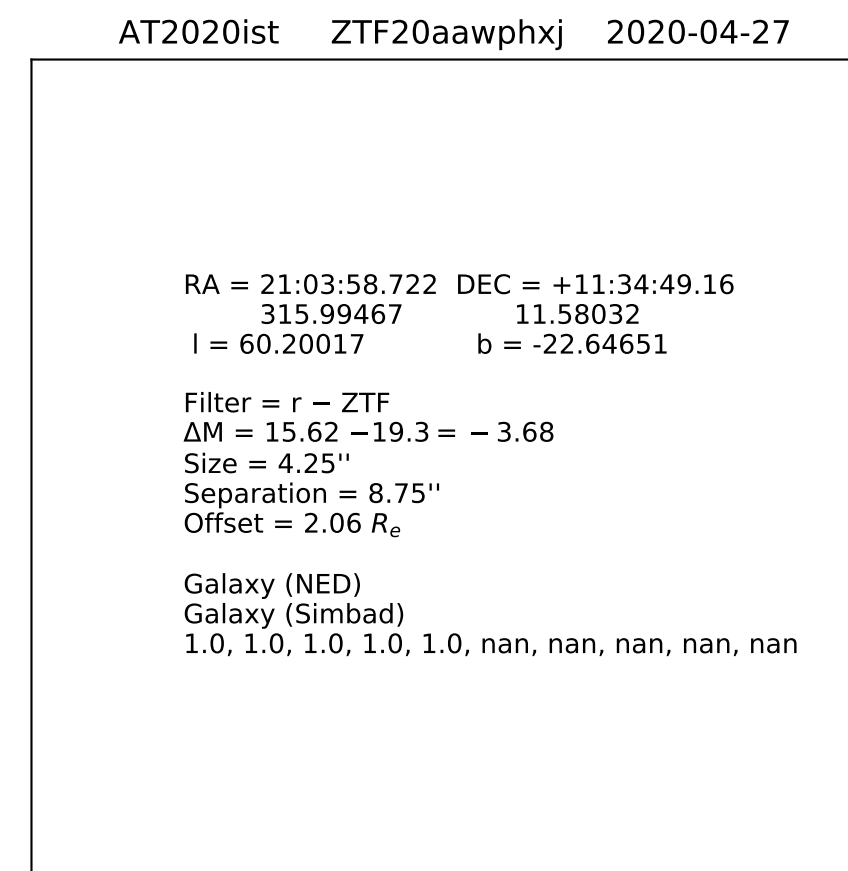 AT2020ist ZTF20aawphxj 2020-04-27
RA = 21:03:58.722 DEC = +11:34:49.16
315.99467 11.58032
l = 60.20017 b = -22.64651
Filter = r − ZTF
ΔM = 15.62 −19.3 = − 3.68
Size = 4.25''
Separation = 8.75''
Offset = 2.06 Rₑ
Galaxy (NED)
Galaxy (Simbad)
1.0, 1.0, 1.0, 1.0, 1.0, nan, nan, nan, nan, nan